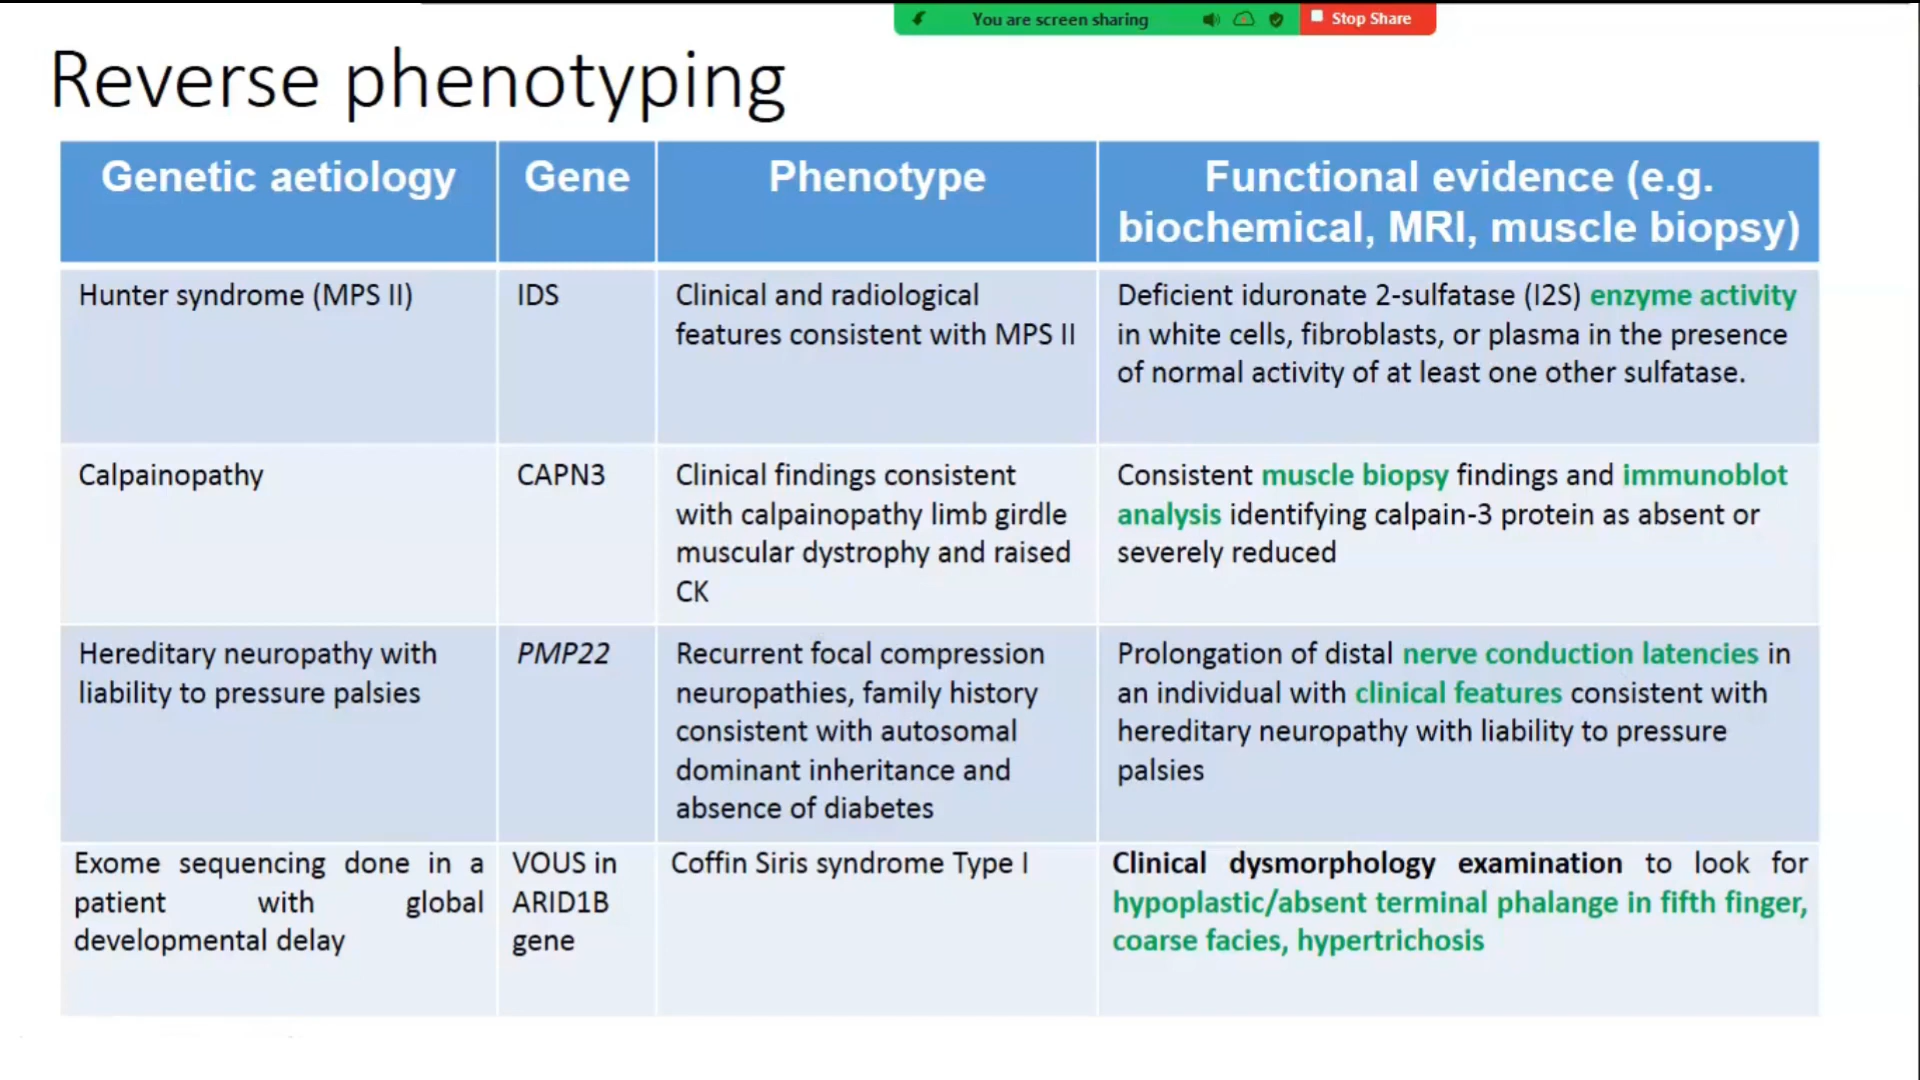 You are screen sharing
Stop Share
Reverse phenotyping
Genetic aetiology
Gene
Phenotype
Functional evidence (e.g.
biochemical, MRI, muscle biopsy)
Hunter syndrome (MPS II)
IDS
Clinical and radiological
features consistent with MPS II
Deficient iduronate 2-sulfatase (I2S) enzyme activity
in white cells, fibroblasts, or plasma in the presence
of normal activity of at least one other sulfatase.
Calpainopathy
CAPN3
Clinical findings consistent
with calpainopathy limb girdle
muscular dystrophy and raised
CK
Consistent muscle biopsy findings and immunoblot
analysis identifying calpain-3 protein as absent or
severely reduced
Hereditary neuropathy with
liability to pressure palsies
PMP22
Recurrent focal compression
neuropathies, family history
consistent with autosomal
dominant inheritance and
absence of diabetes
Prolongation of distal nerve conduction latencies in
an individual with clinical features consistent with
hereditary neuropathy with liability to pressure
palsies
Exome sequencing done in a
patient with global
developmental delay
VOUS in
ARID1B
gene
Coffin Siris syndrome Type I
Clinical dysmorphology examination to look for
hypoplastic/absent terminal phalange in fifth finger,
coarse facies, hypertrichosis